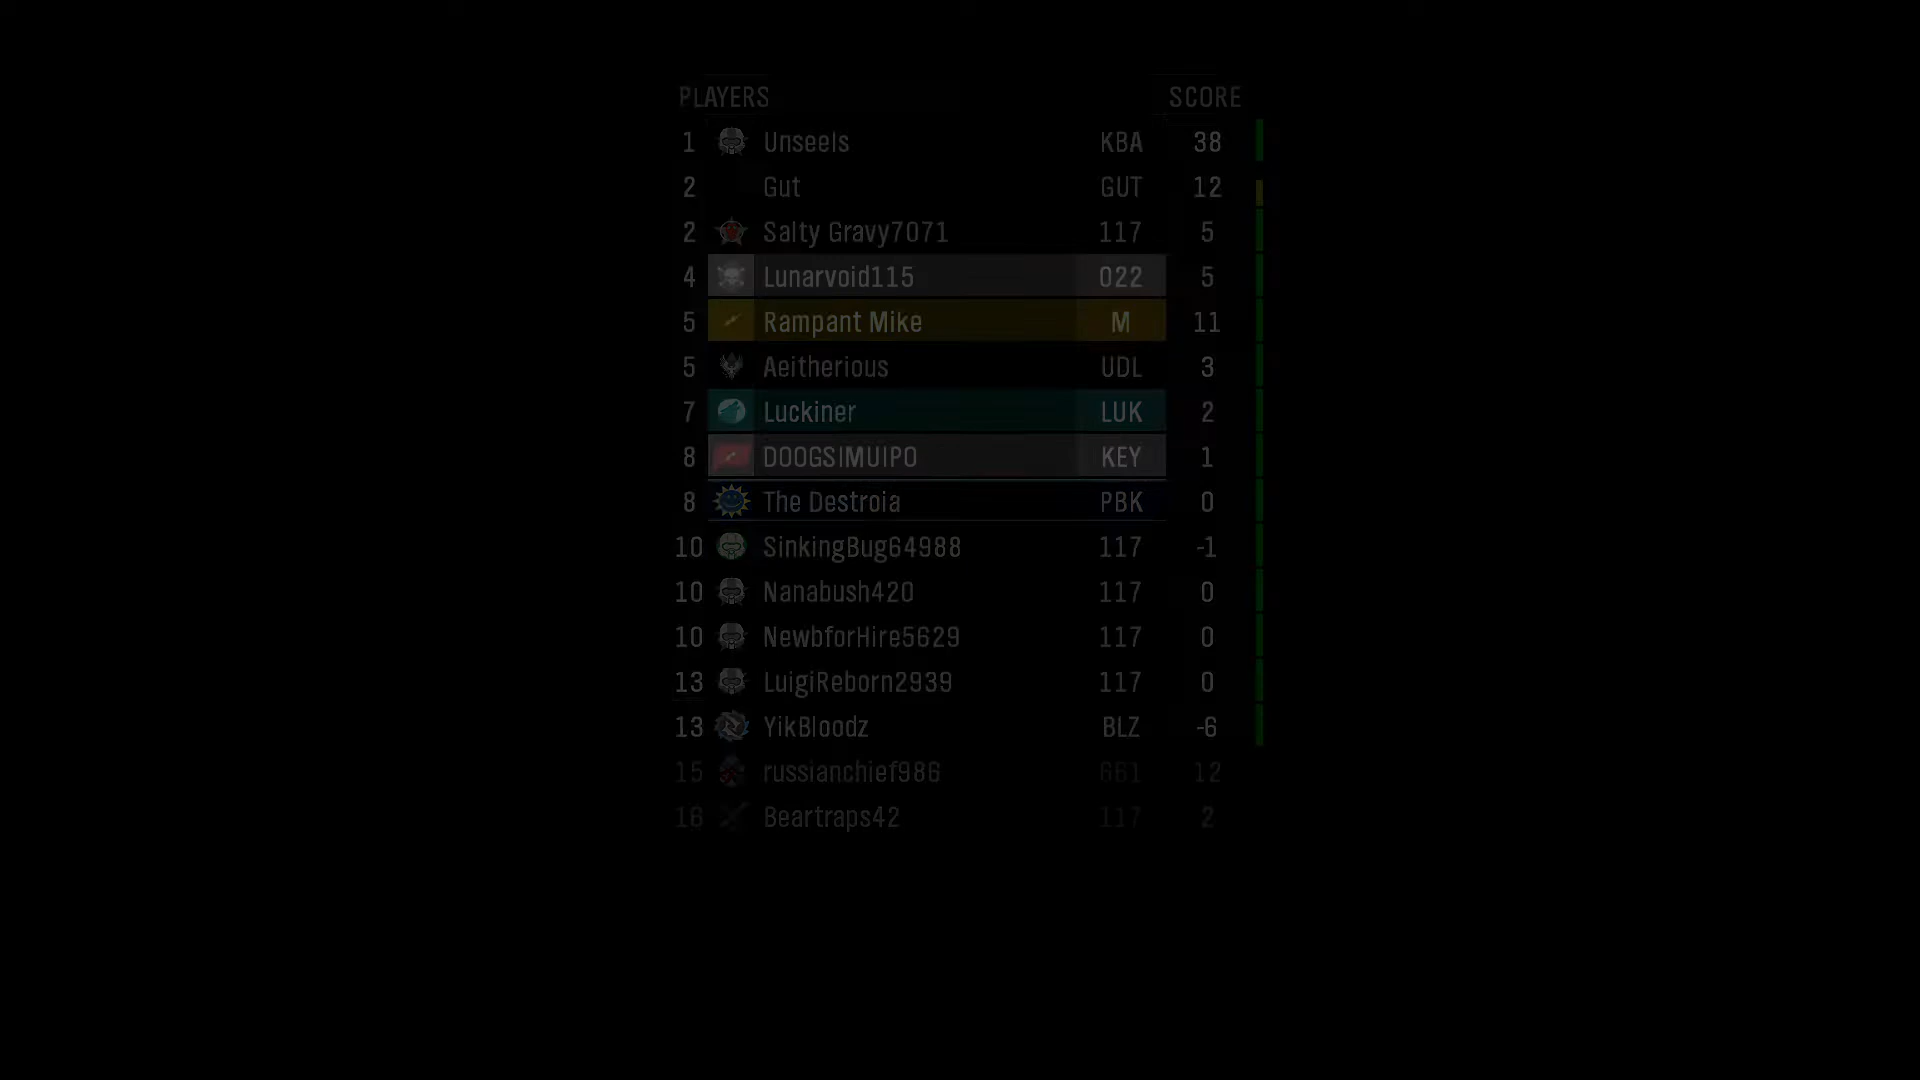 PLAYERS SCORE
1 Unseels KBA 38
2 Gut GUT 12
2 Salty Gravy7071 117 5
4 Lunarvoid115 022 5
5 Rampant Mike M 11
5 Aeitherious UDL 3
7 Luckiner LUK 2
8 DOOGSIMUIPO KEY 1
8 The Destroia PBK 0
10 SinkingBug64988 117 -1
10 Nanabush420 117 0
10 NewbforHire5629 117 0
13 LuigiReborn2939 117 0
13 YikBloodz BLZ -6
15 russianchief986 661 12
16 Beartraps42 117 2